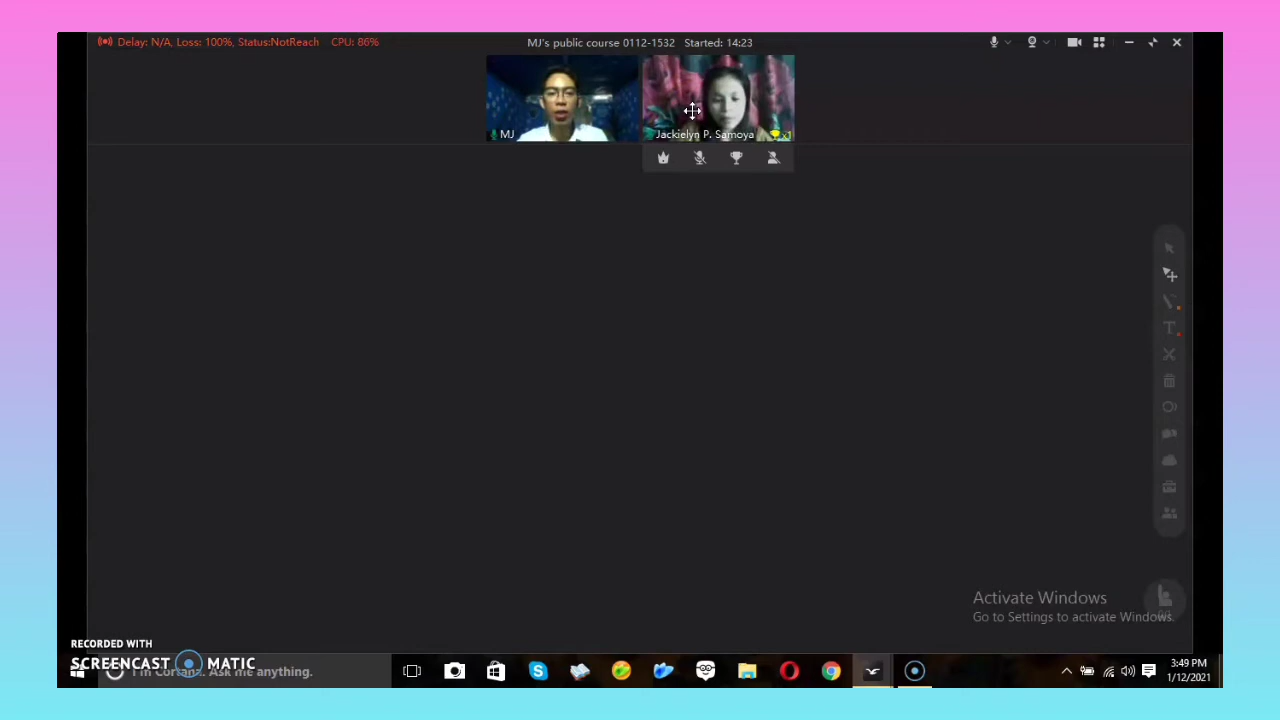 Delay: N/A, Loss: 100%, Status:NotReach CPU: 86%
MJ's public course 0112-1532 Started: 14:23
MJ
Jackielyn P. Samoya
x1
T
Activate Windows
Go to Settings to activate Windows.
RECORDED WITH
SCREENCAST MATIC
I'm Cortana. Ask me anything.
3:49 PM
1/12/2021